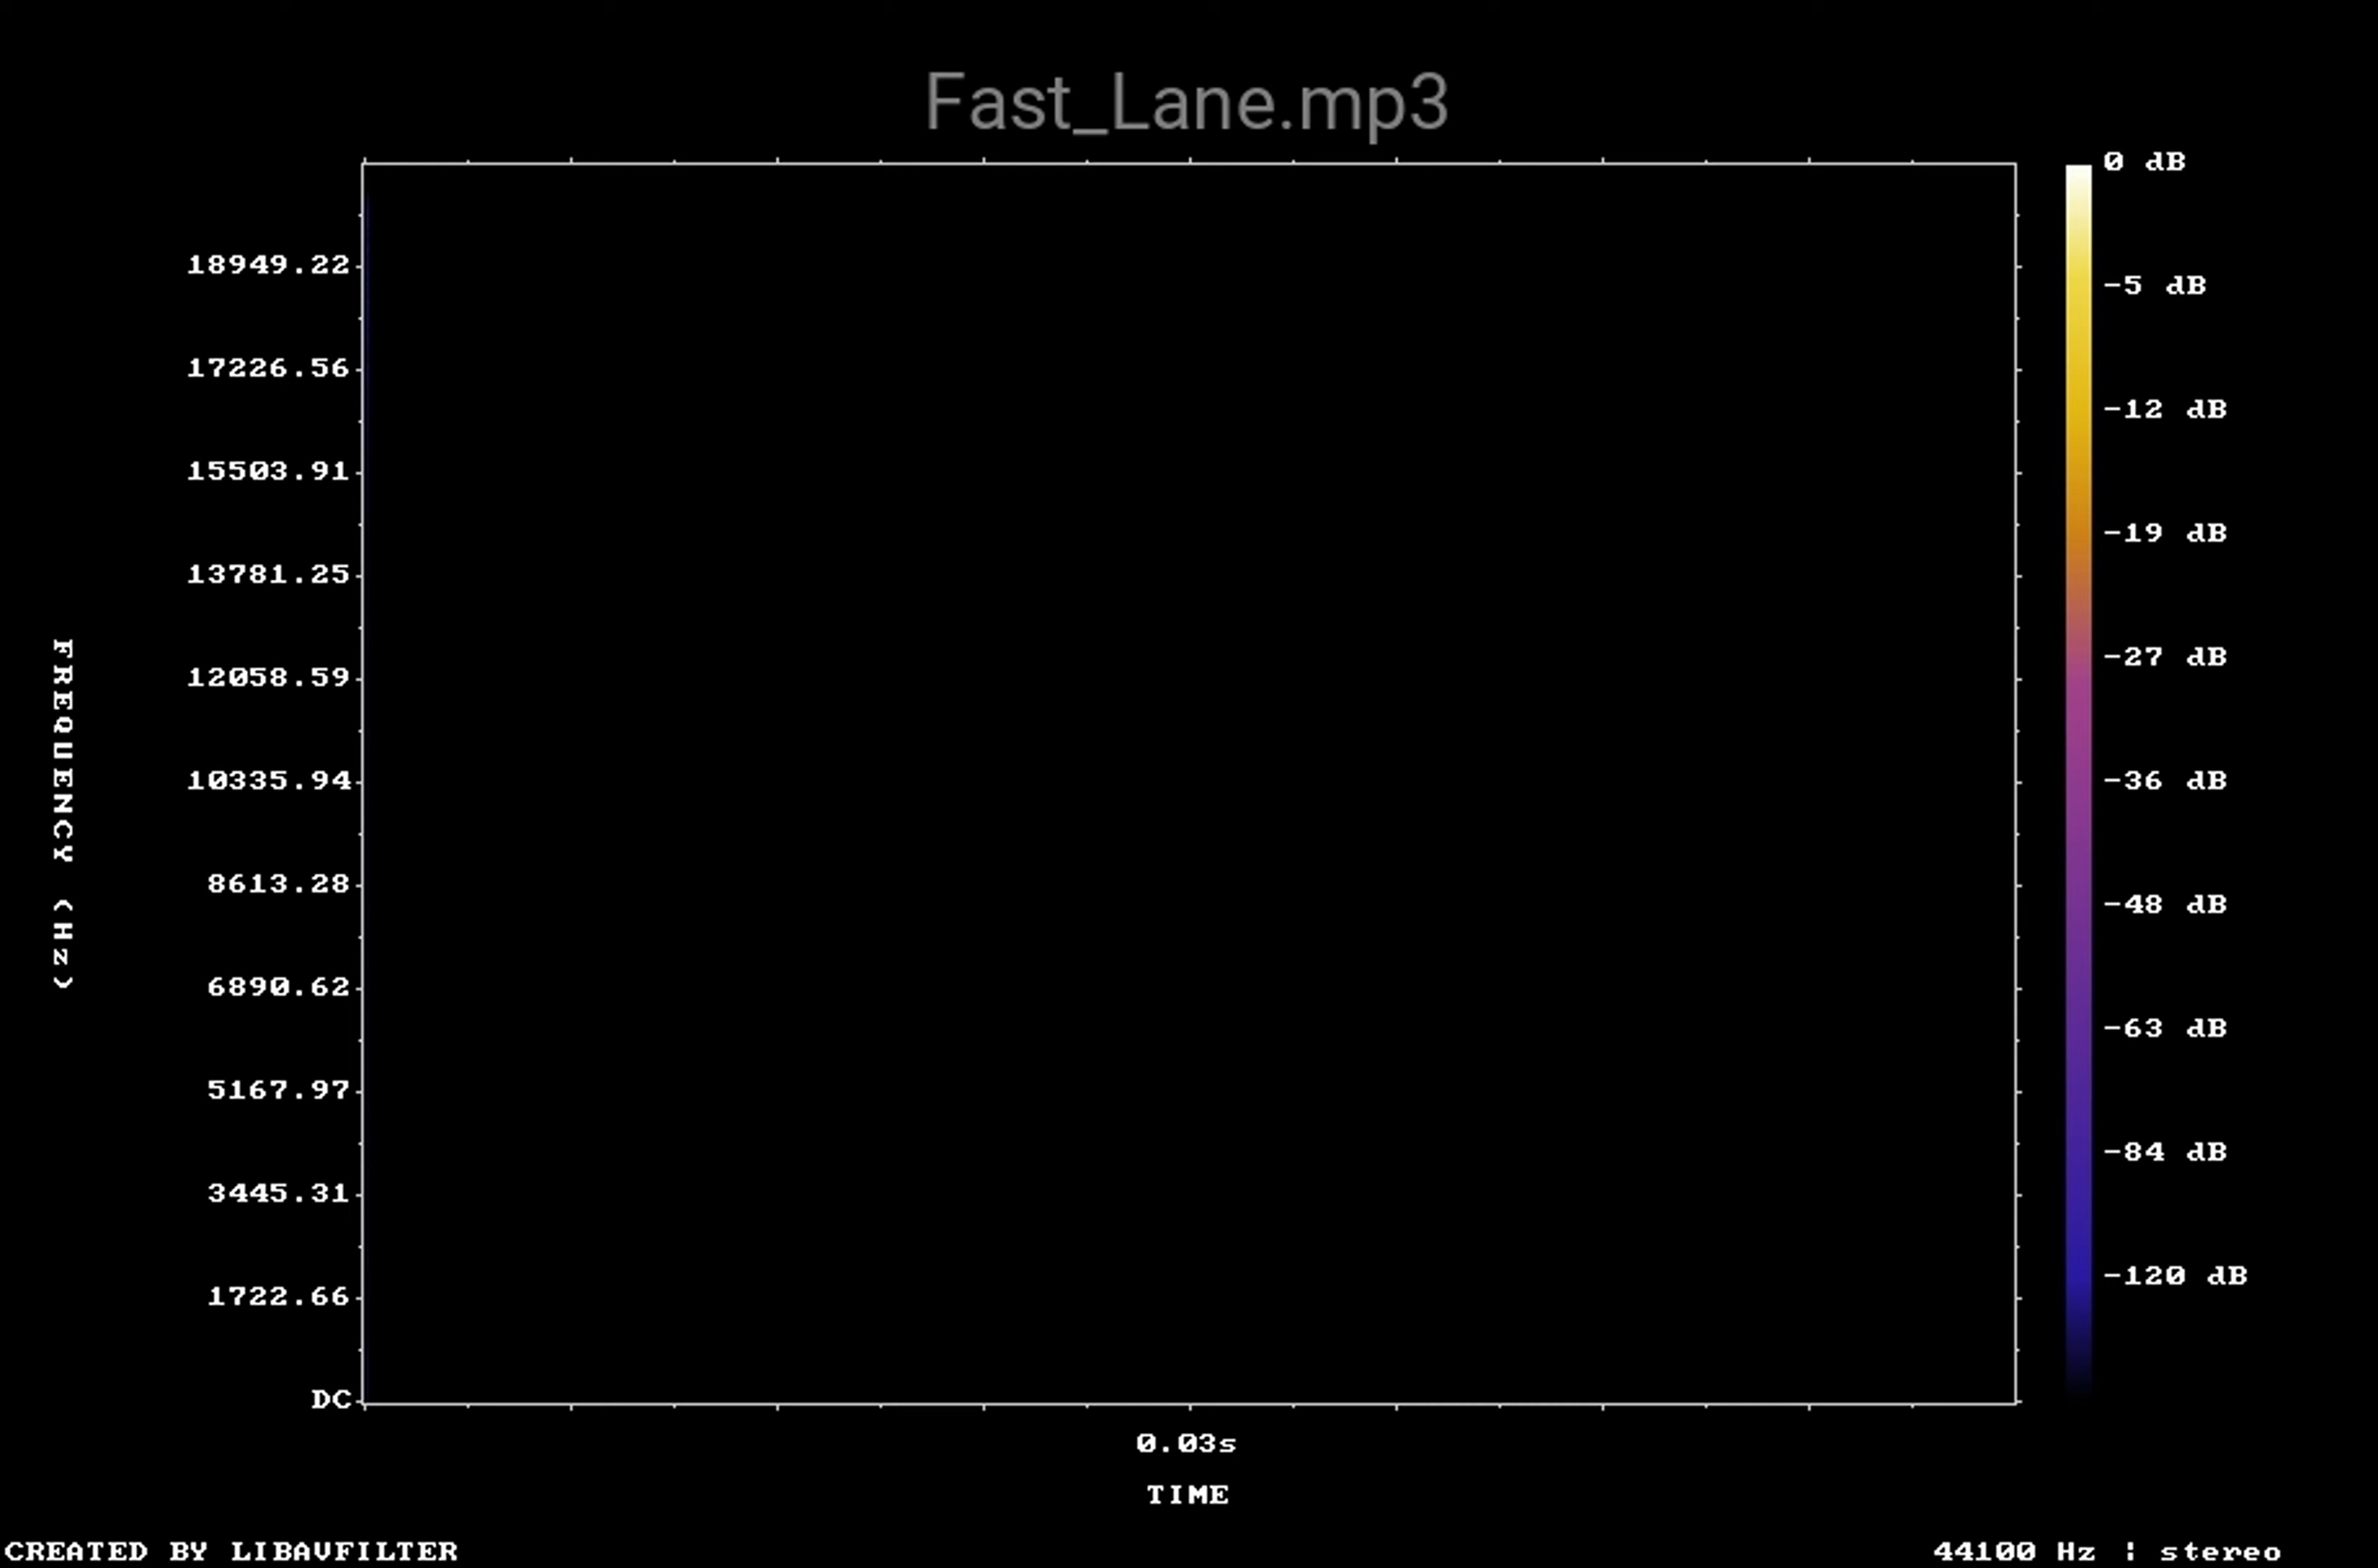 Fast_Lane.mp3
0 dB
18949.22
-5 dB
17226.56
-12 dB
15503.91
-19 dB
13781.25
-27 dB
12058.59
10335.94
-36 dB
8613.28
-48 dB
6890.62
-63 dB
5167.97
-84 dB
3445.31
-120 dB
1722.66
DC
FREQUENCY (Hz)
0.03s
TIME
CREATED BY LIBAVFILTER
44100 Hz | stereo